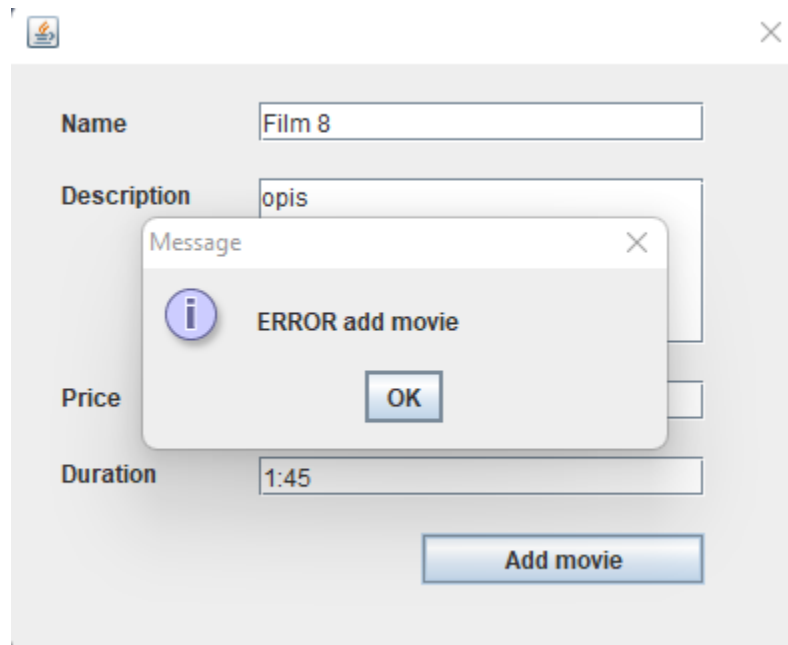 Name
Film 8
Description
opis
Message
i
ERROR add movie
OK
Price
Duration
1:45
Add movie